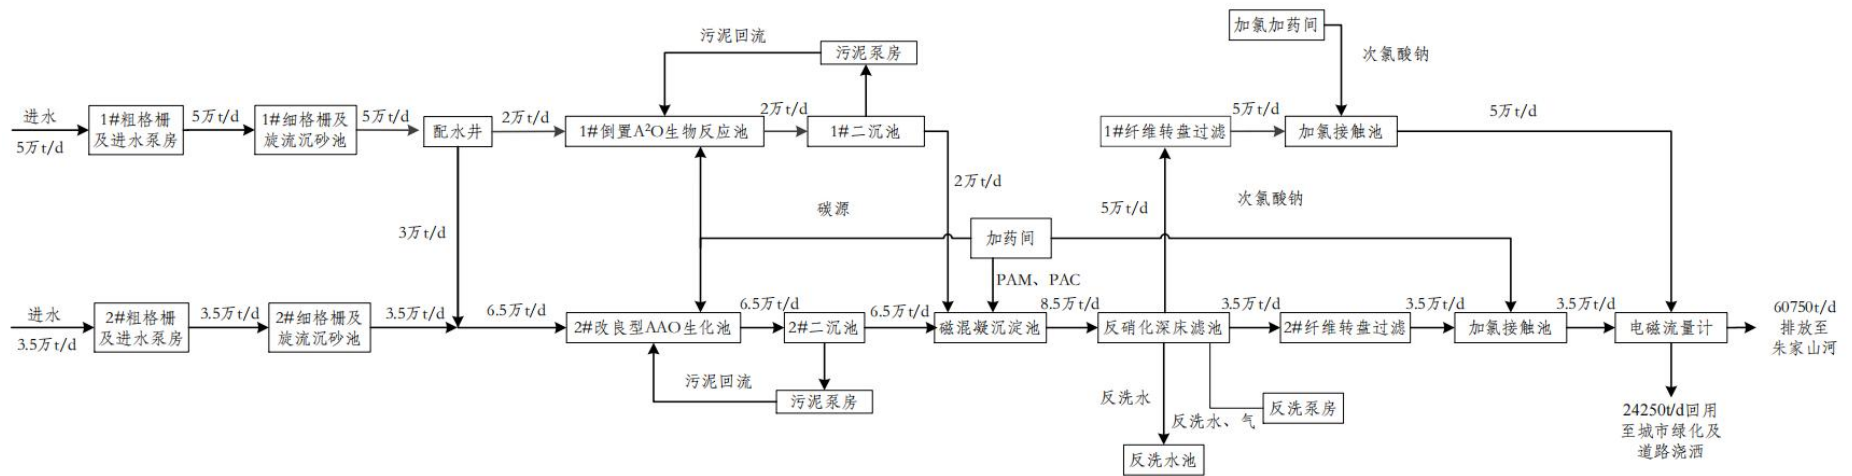 加氯加药间
次氯酸钠
污泥回流
污泥泵房
进水
5万t/d
1#粗格栅
及进水泵房
5万t/d
1#细格栅及
旋流沉砂池
5万t/d
配水井
2万t/d
1#倒置A²O生物反应池
2万t/d
1#二沉池
1#纤维转盘过滤
5万t/d
加氯接触池
5万t/d
2万t/d
3万t/d
碳源
加药间
5万t/d
次氯酸钠
PAM、PAC
进水
3.5万t/d
2#粗格栅
及进水泵房
3.5万t/d
2#细格栅及
旋流沉砂池
3.5万t/d
6.5万t/d
2#改良型AAO生化池
6.5万t/d
2#二沉池
6.5万t/d
磁混凝沉淀池
8.5万t/d
反硝化深床滤池
3.5万t/d
2#纤维转盘过滤
3.5万t/d
加氯接触池
3.5万t/d
电磁流量计
60750t/d
排放至
朱家山河
污泥回流
污泥泵房
反洗水
反洗水、气
反洗泵房
反洗水池
24250t/d回用
至城市绿化及
道路浇洒